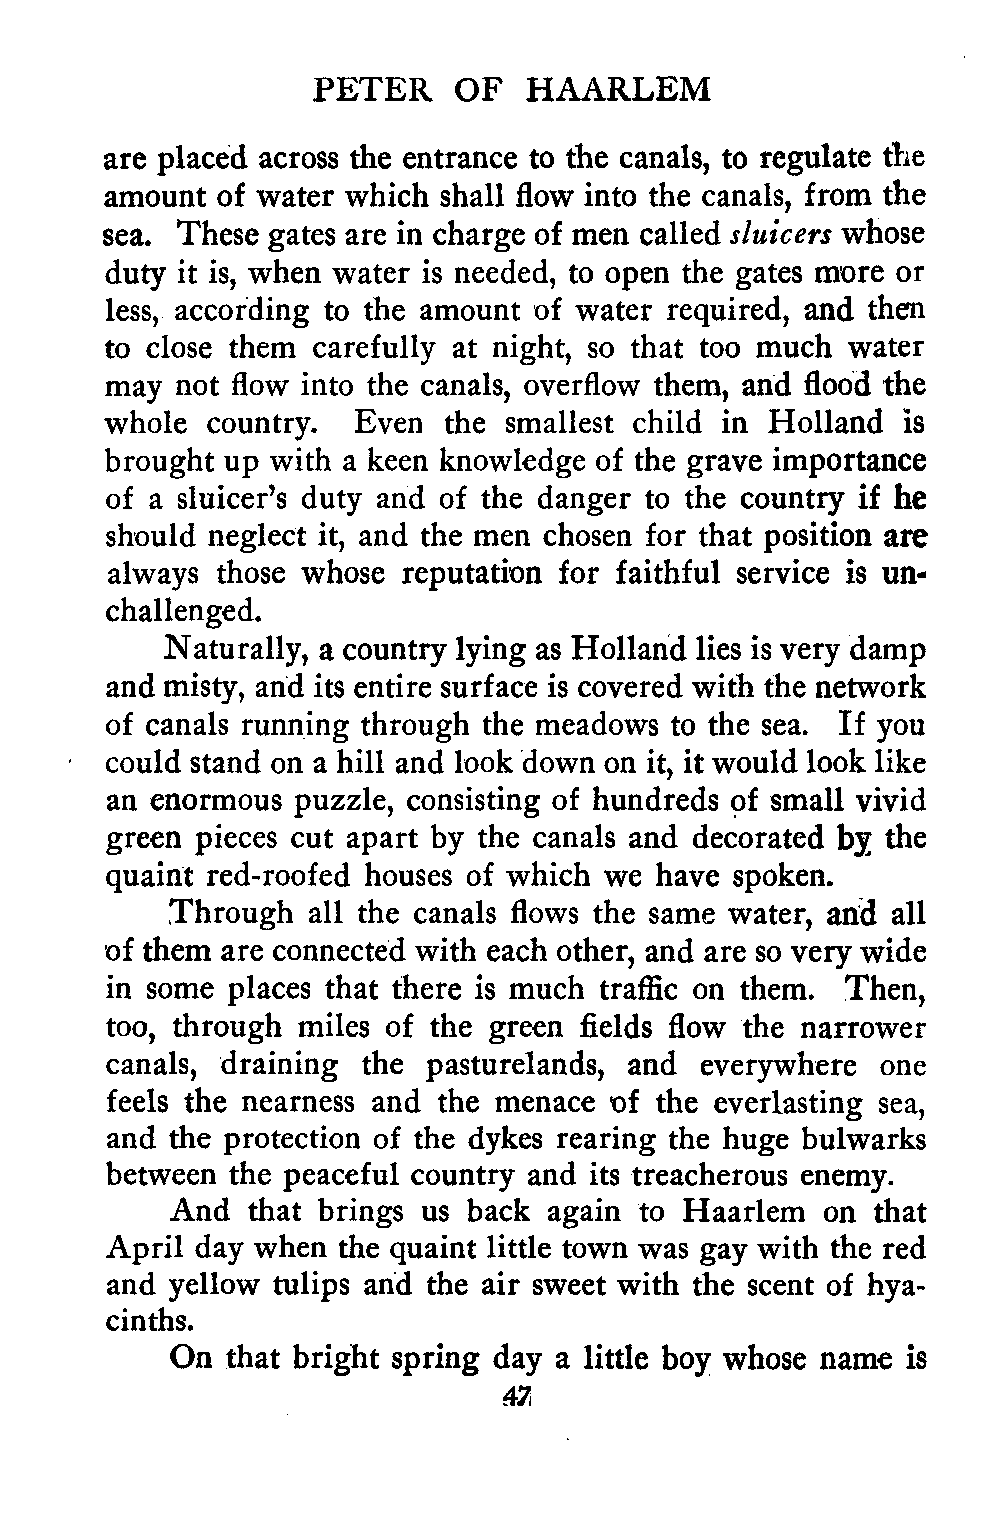 PETER OF HAARLEM
are placed across the entrance to the canals, to regulate the
amount of water which shall flow into the canals, from the
sea. These gates are in charge of men called sluicers whose
duty it is, when water is needed, to open the gates more or
less, according to the amount of water required, and then
to close them carefully at night, so that too much water
may not flow into the canals, overflow them, and flood the
whole country. Even the smallest child in Holland is
brought up with a keen knowledge of the grave importance
of a sluicer's duty and of the danger to the country if he
should neglect it, and the men chosen for that position are
always those whose reputation for faithful service is un-
challenged.
Naturally, a country lying as Holland lies is very damp
and misty, and its entire surface is covered with the network
of canals running through the meadows to the sea. If you
could stand on a hill and look down on it, it would look like
an enormous puzzle, consisting of hundreds of small vivid
green pieces cut apart by the canals and decorated by the
quaint red-roofed houses of which we have spoken.
Through all the canals flows the same water, and all
of them are connected with each other, and are so very wide
in some places that there is much traffic on them. Then,
too, through miles of the green fields flow the narrower
canals, draining the pasturelands, and everywhere one
feels the nearness and the menace of the everlasting sea,
and the protection of the dykes rearing the huge bulwarks
between the peaceful country and its treacherous enemy.
And that brings us back again to Haarlem on that
April day when the quaint little town was gay with the red
and yellow tulips and the air sweet with the scent of hya-
cinths.
On that bright spring day a little boy whose name is
47